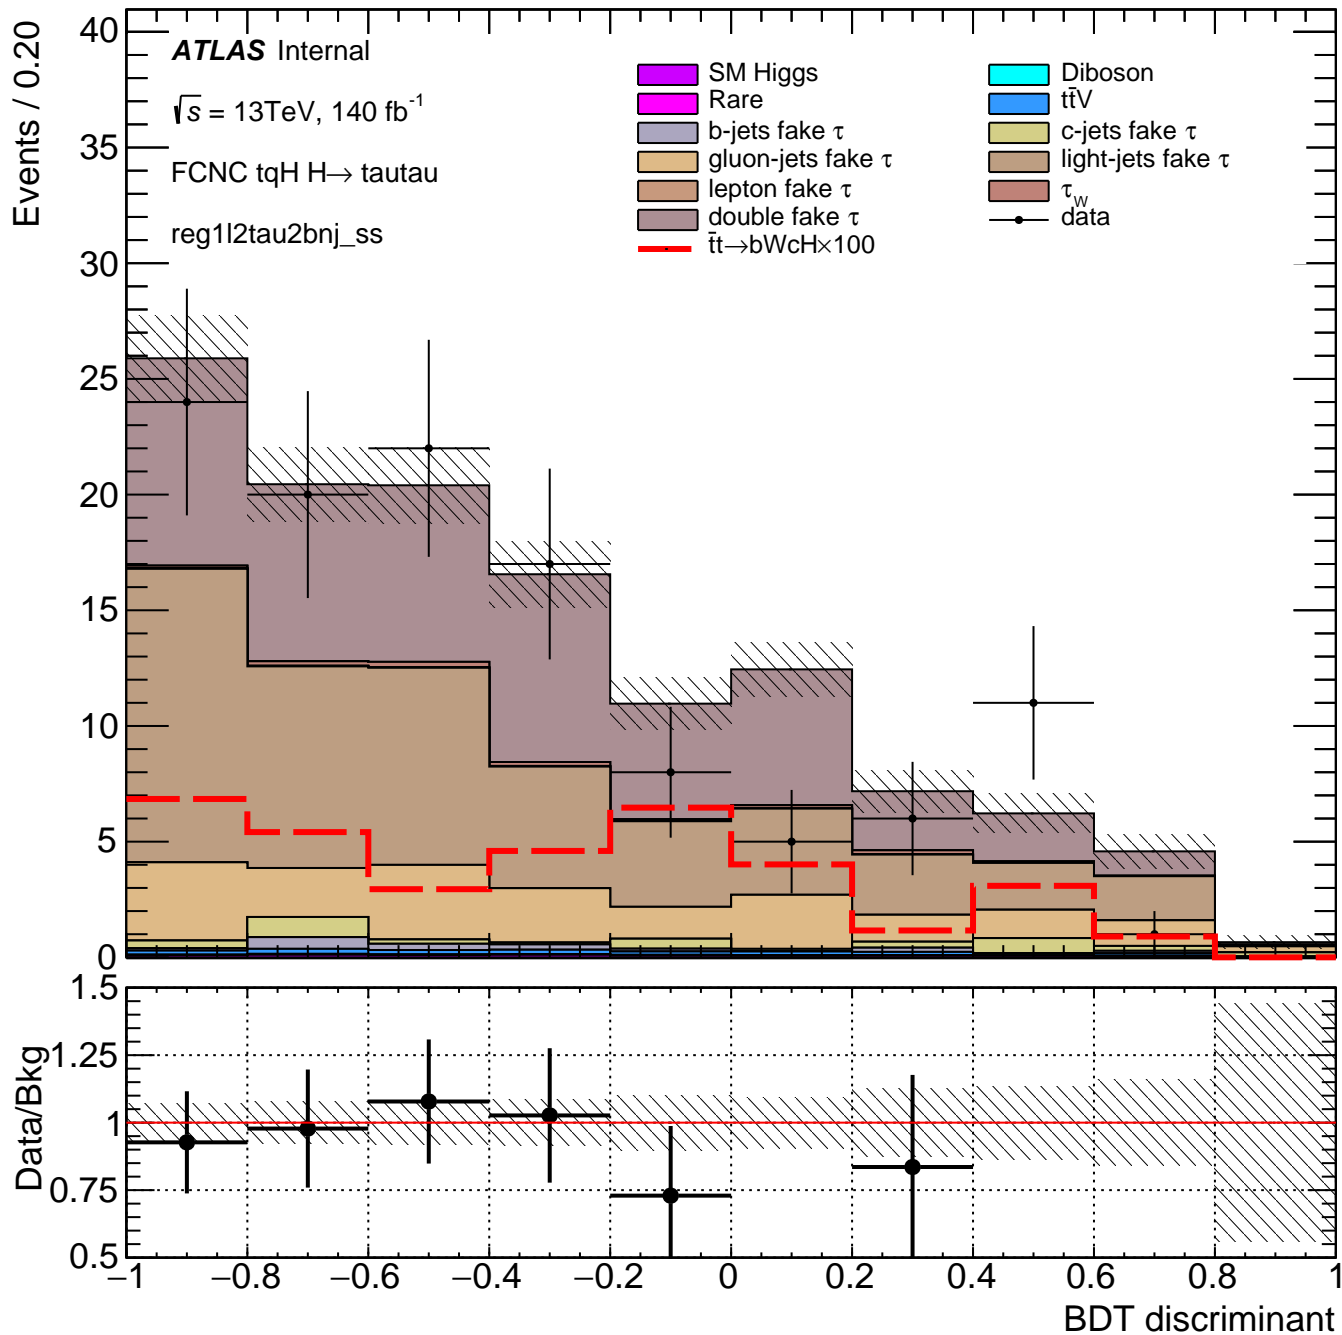 Events / 0.20
40
35
30
25
20
15
10
5
0
ATLAS Internal
√s = 13TeV, 140 fb⁻¹
FCNC tqH H→ tautau
reg1l2tau2bnj_ss
SM Higgs
Rare
b-jets fake τ
gluon-jets fake τ
lepton fake τ
double fake τ
t̄t→bWcH×100
Diboson
tt̄V
c-jets fake τ
light-jets fake τ
τ_W
data
Data/Bkg
1.5
1.25
1
0.75
0.5
−1 −0.8 −0.6 −0.4 −0.2 0 0.2 0.4 0.6 0.8 1
BDT discriminant